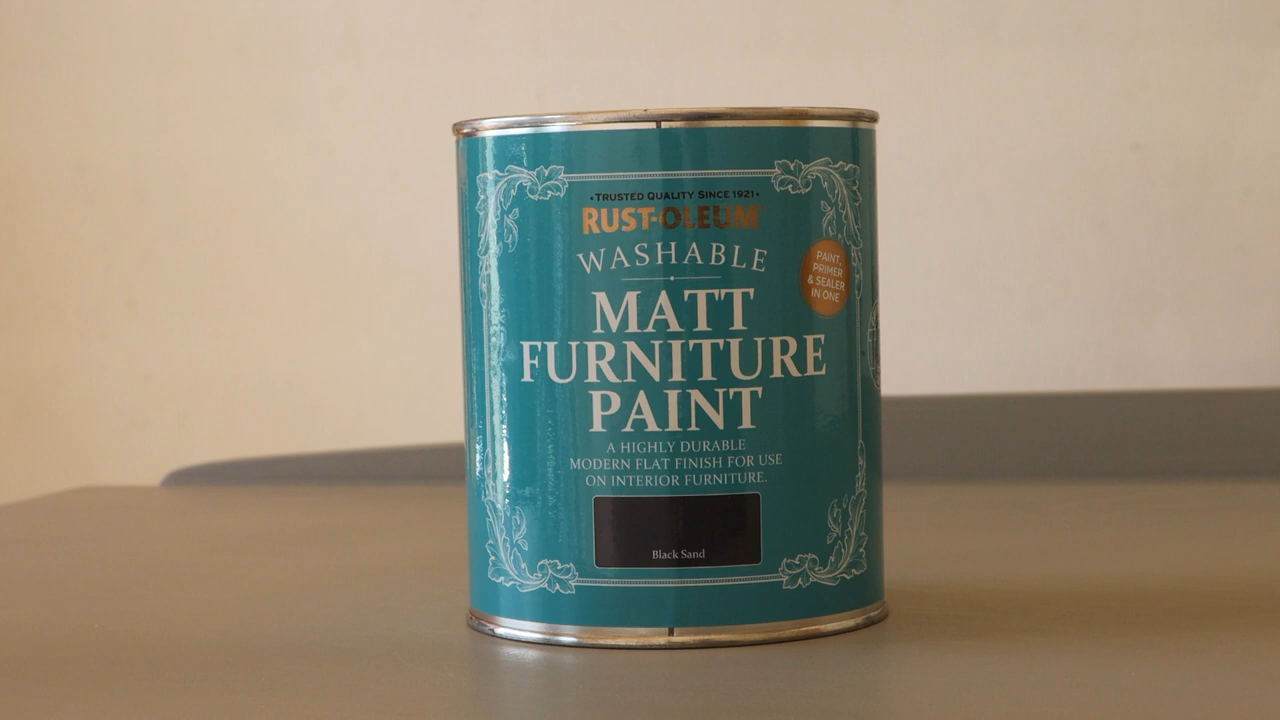 •TRUSTED QUALITY SINCE 1921•
RUST-OLEUM™
WASHABLE
MATT
FURNITURE
PAINT
A HIGHLY DURABLE
MODERN FLAT FINISH FOR USE
ON INTERIOR FURNITURE.
Black Sand
PAINT,
PRIMER
& SEALER
IN ONE